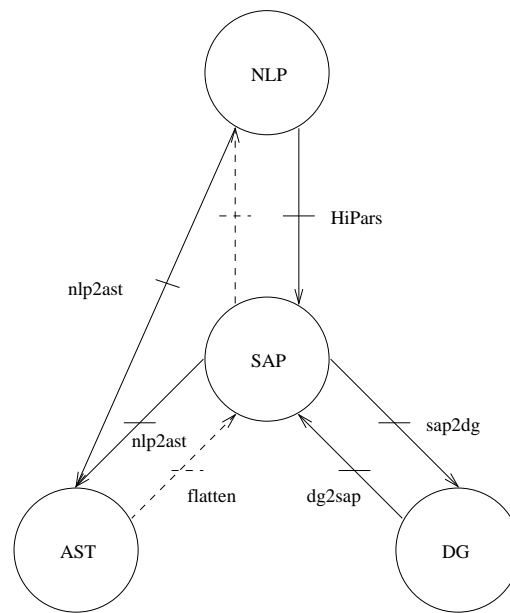 NLP
HiPars
nlp2ast
SAP
nlp2ast
sap2dg
flatten
dg2sap
AST
DG